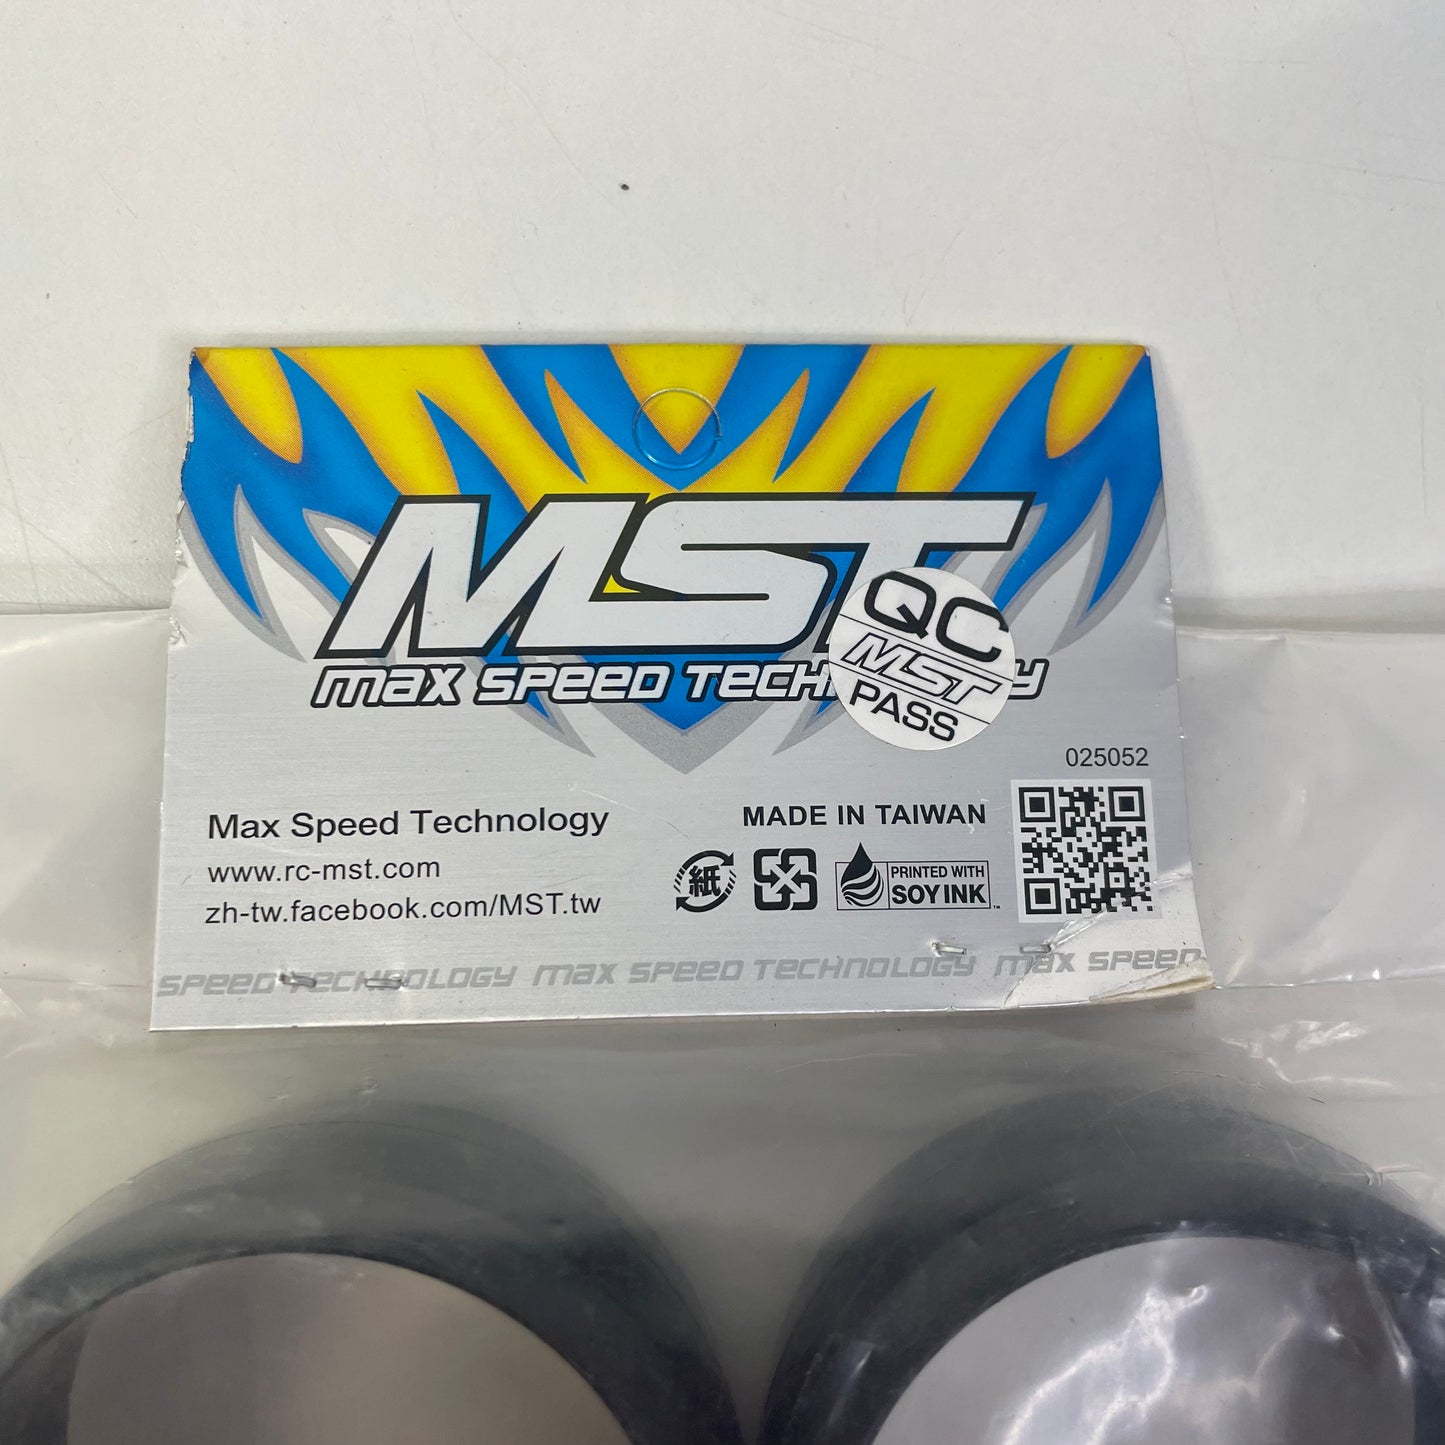 MST
max speed Tech
y
QC
MST
PASS
025052
Max Speed Technology
www.rc-mst.com
zh-tw.facebook.com/MST.tw
MADE IN TAIWAN
紙
PRINTED WITH
SOY INK™
SPEED TECHNOLOGY max SPEED TECHNOLOGY max SPEED